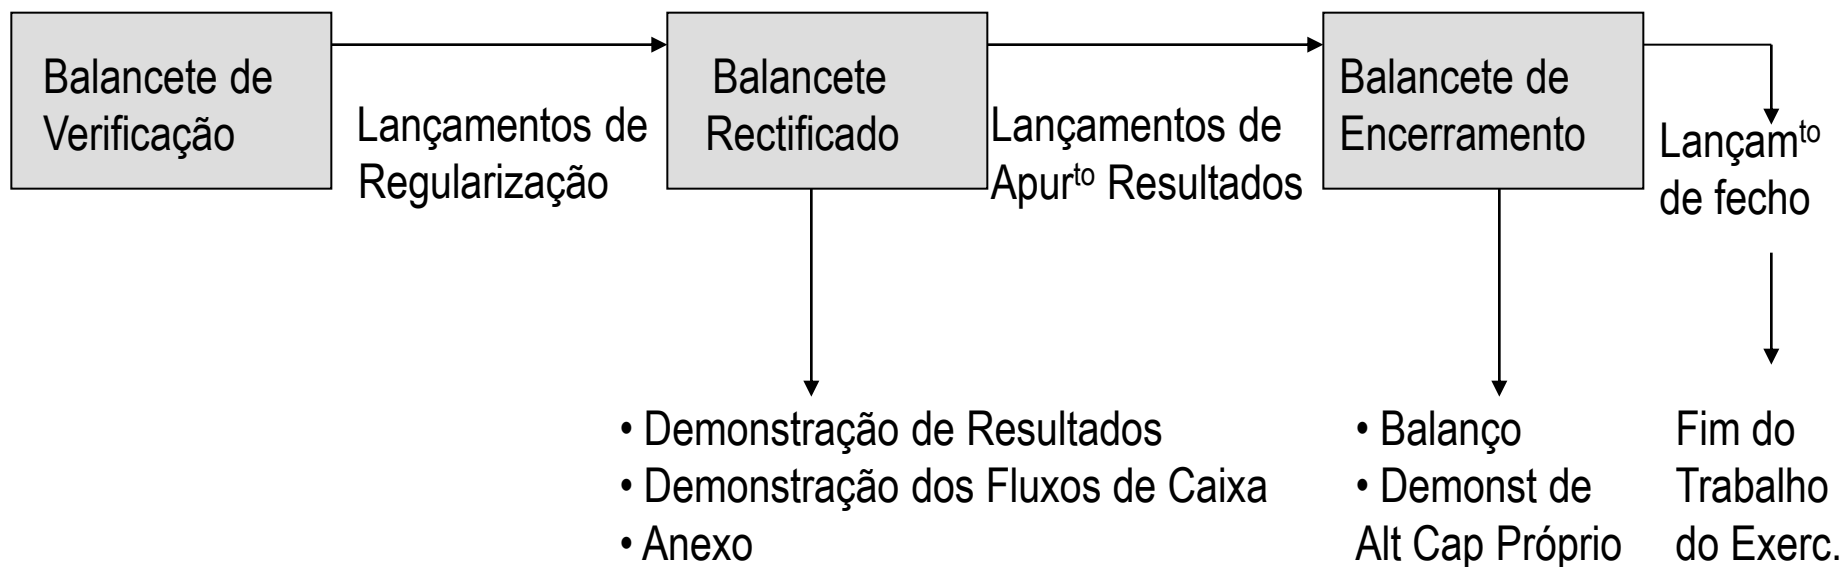 Balancete de
Verificação
Lançamentos de
Regularização
Balancete
Rectificado
Lançamentos de
Apurto Resultados
Balancete de
Encerramento
Lançamto
de fecho
• Demonstração de Resultados
• Demonstração dos Fluxos de Caixa
• Anexo
• Balanço
• Demonst de
Alt Cap Próprio
Fim do
Trabalho
do Exerc.